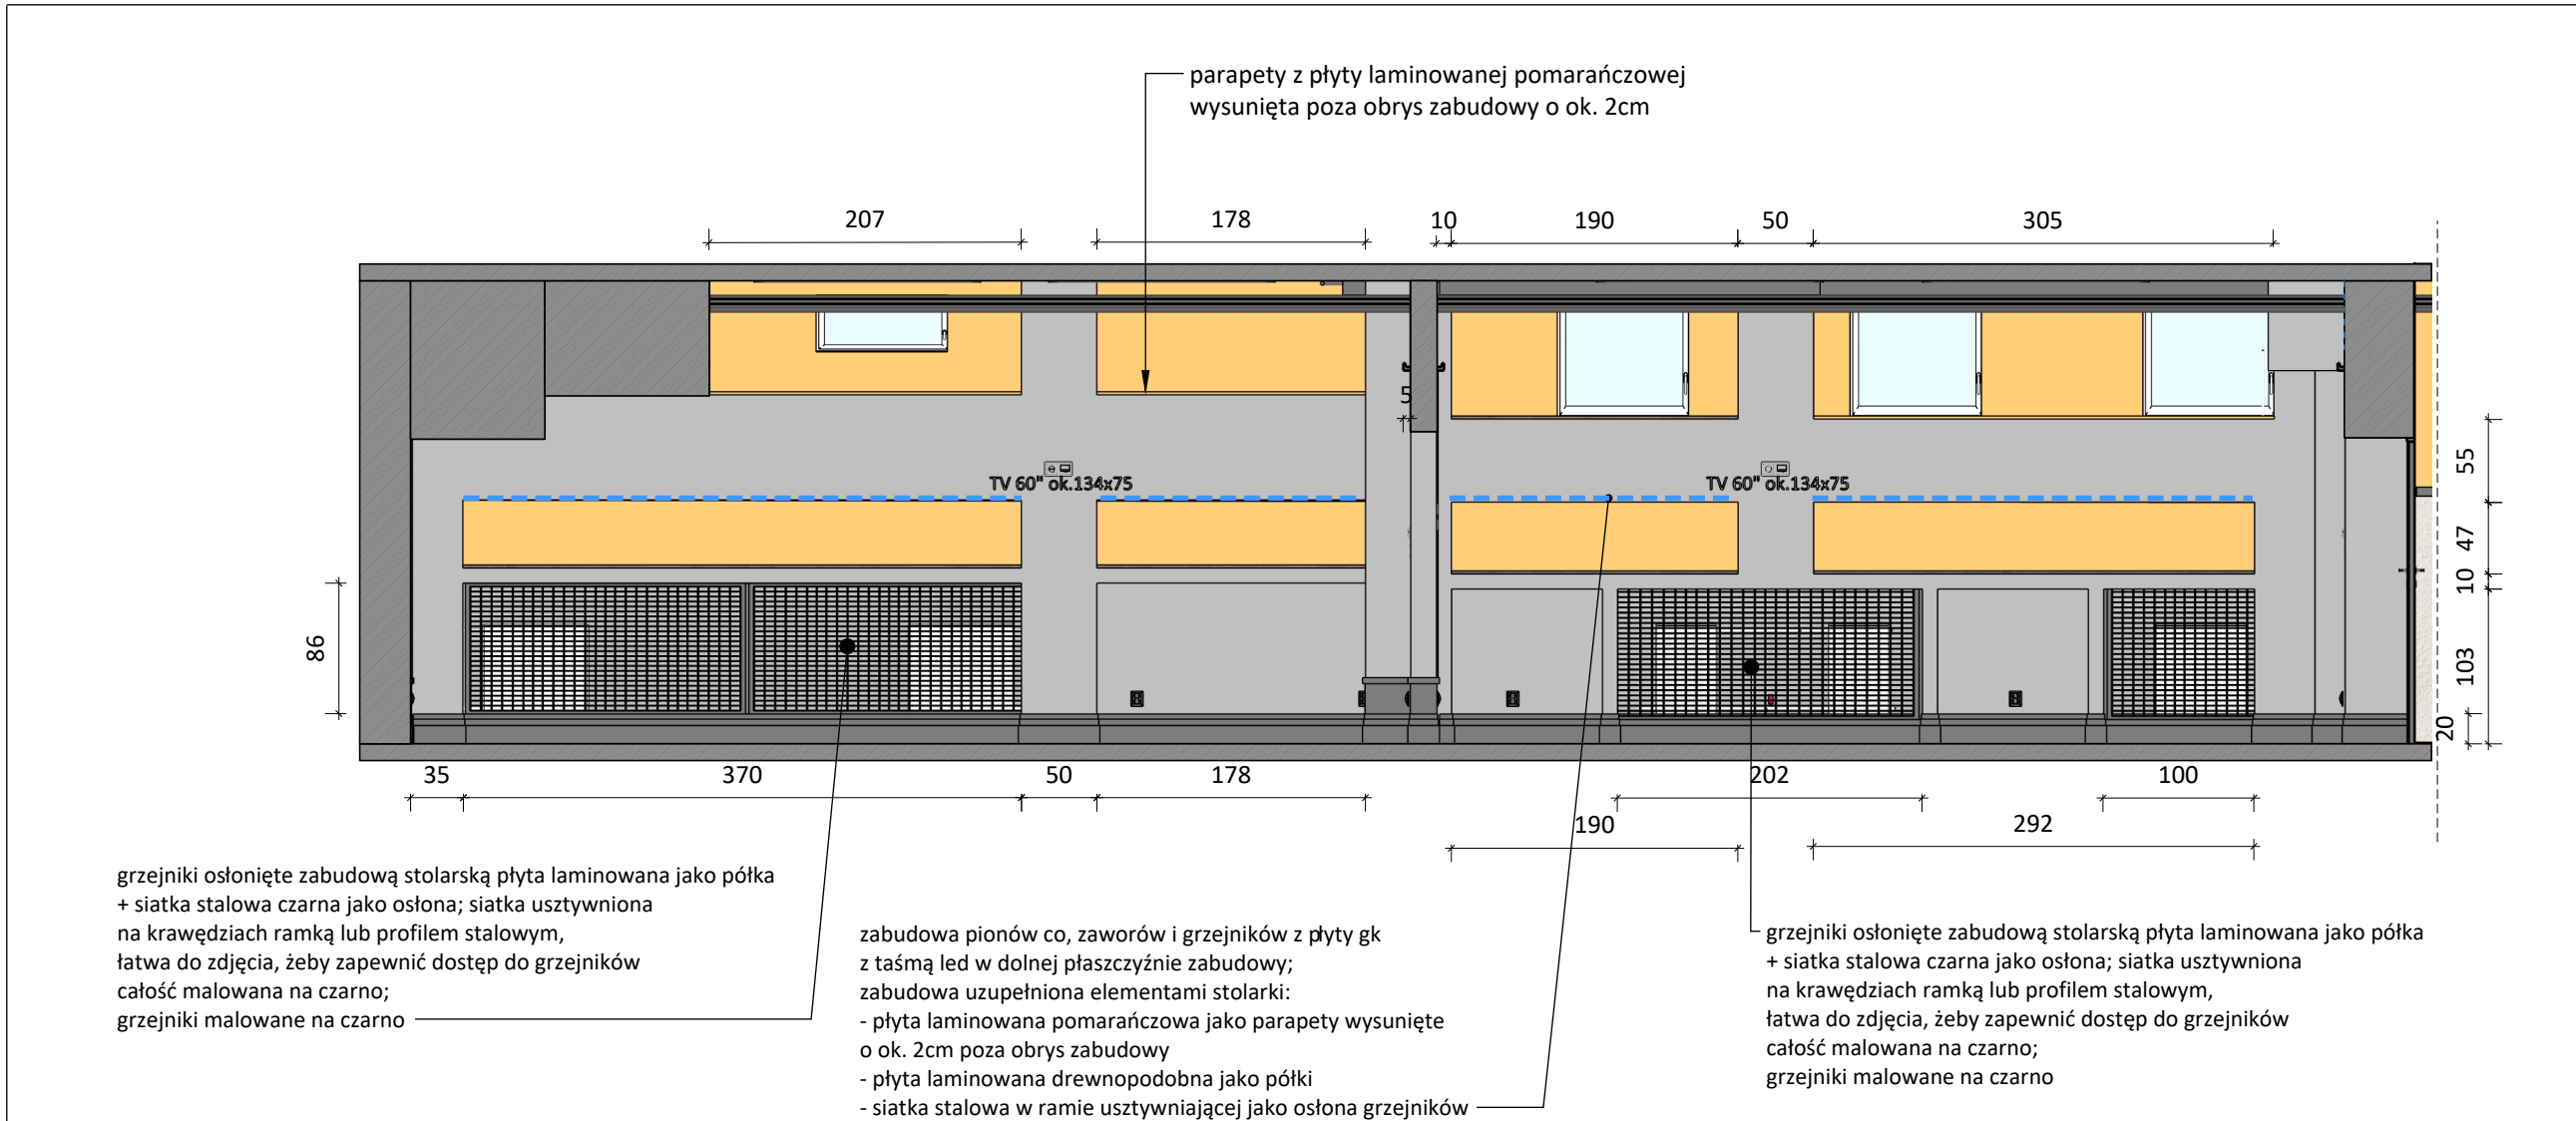 parapety z płyty laminowanej pomarańczowej
wysunięta poza obrys zabudowy o ok. 2cm
207
178
10
190
50
305
5
TV 60" ok.134x75
TV 60" ok.134x75
55
47
10
103
20
86
35
370
50
178
202
100
190
292
grzejniki osłonięte zabudową stolarską płyta laminowana jako półka
+ siatka stalowa czarna jako osłona; siatka usztywniona
na krawędziach ramką lub profilem stalowym,
łatwa do zdjęcia, żeby zapewnić dostęp do grzejników
całość malowana na czarno;
grzejniki malowane na czarno
zabudowa pionów co, zaworów i grzejników z płyty gk
z taśmą led w dolnej płaszczyźnie zabudowy;
zabudowa uzupełniona elementami stolarki:
- płyta laminowana pomarańczowa jako parapety wysunięte
o ok. 2cm poza obrys zabudowy
- płyta laminowana drewnopodobna jako półki
- siatka stalowa w ramie usztywniającej jako osłona grzejników
grzejniki osłonięte zabudową stolarską płyta laminowana jako półka
+ siatka stalowa czarna jako osłona; siatka usztywniona
na krawędziach ramką lub profilem stalowym,
łatwa do zdjęcia, żeby zapewnić dostęp do grzejników
całość malowana na czarno;
grzejniki malowane na czarno